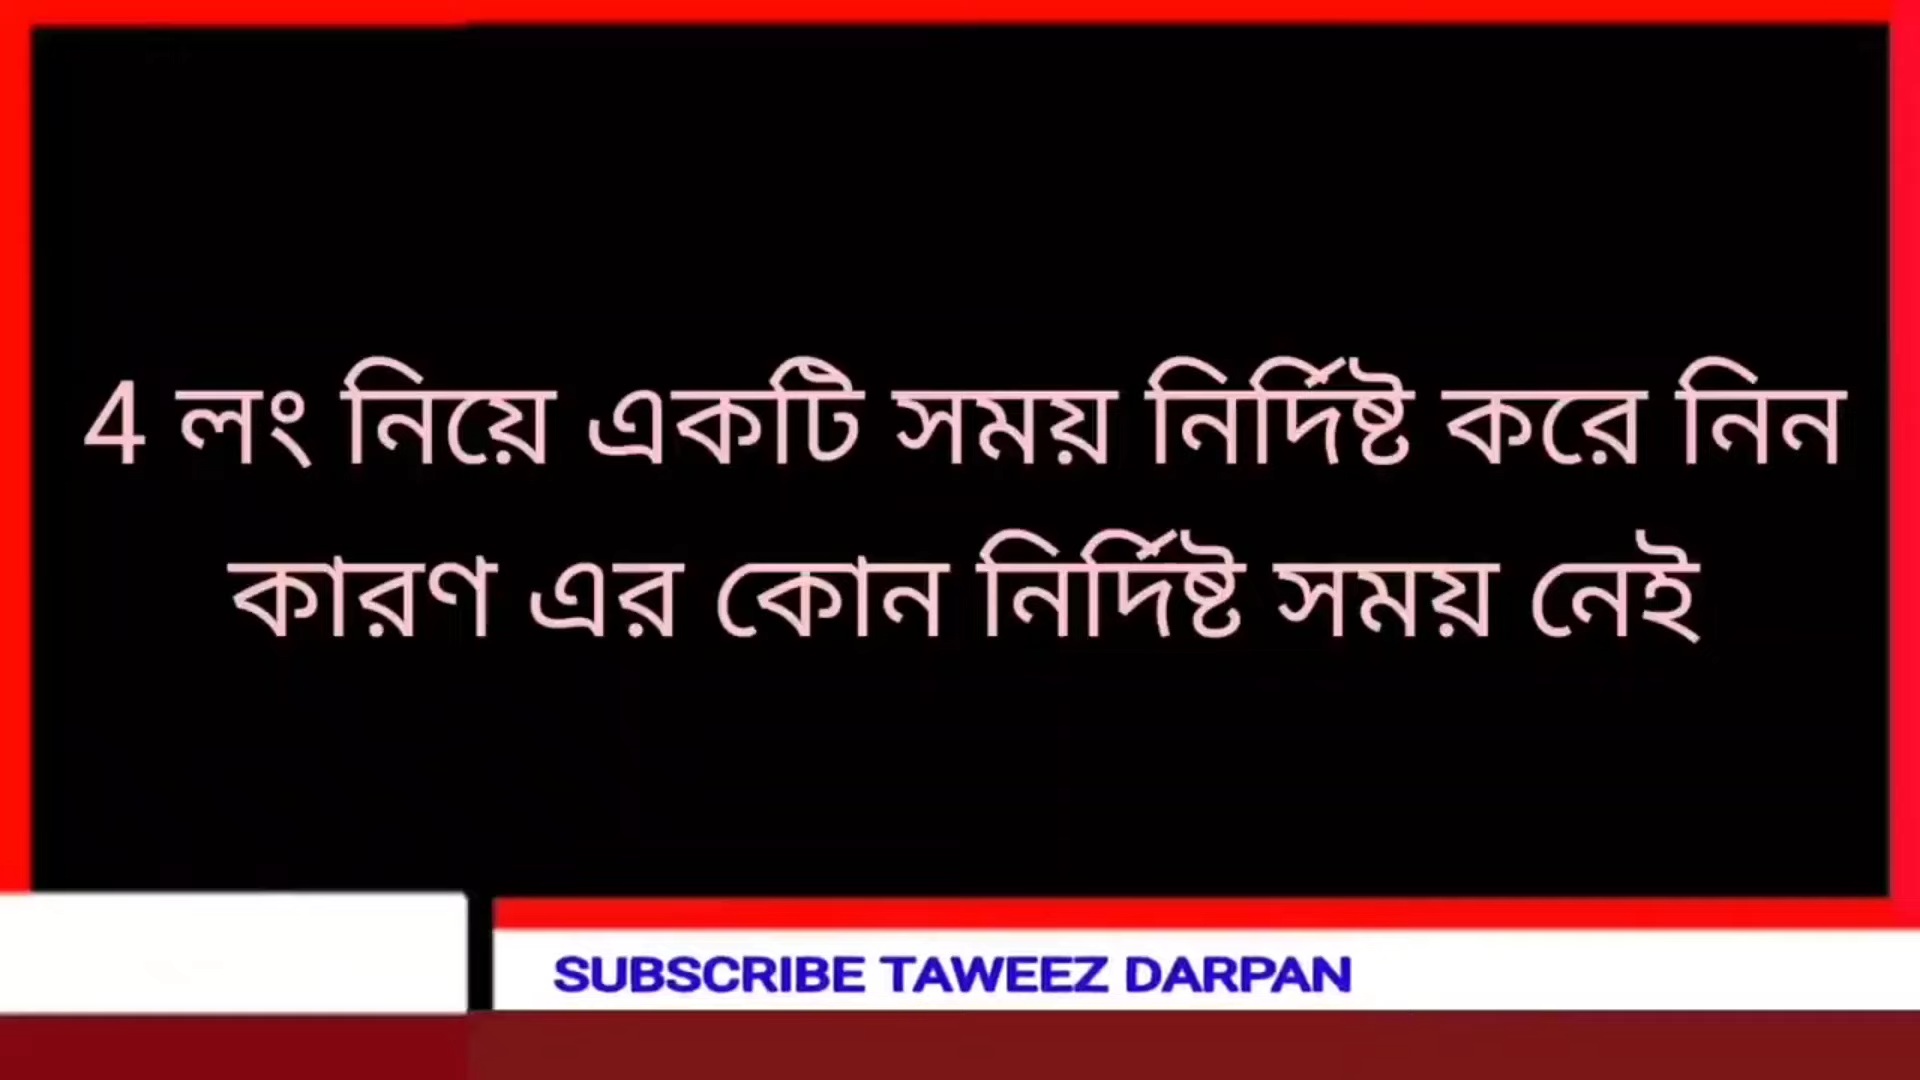 4 লং নিয়ে একটি সময় নির্দিষ্ট করে নিন
কারণ এর কোন নির্দিষ্ট সময় নেই
SUBSCRIBE TAWEEZ DARPAN